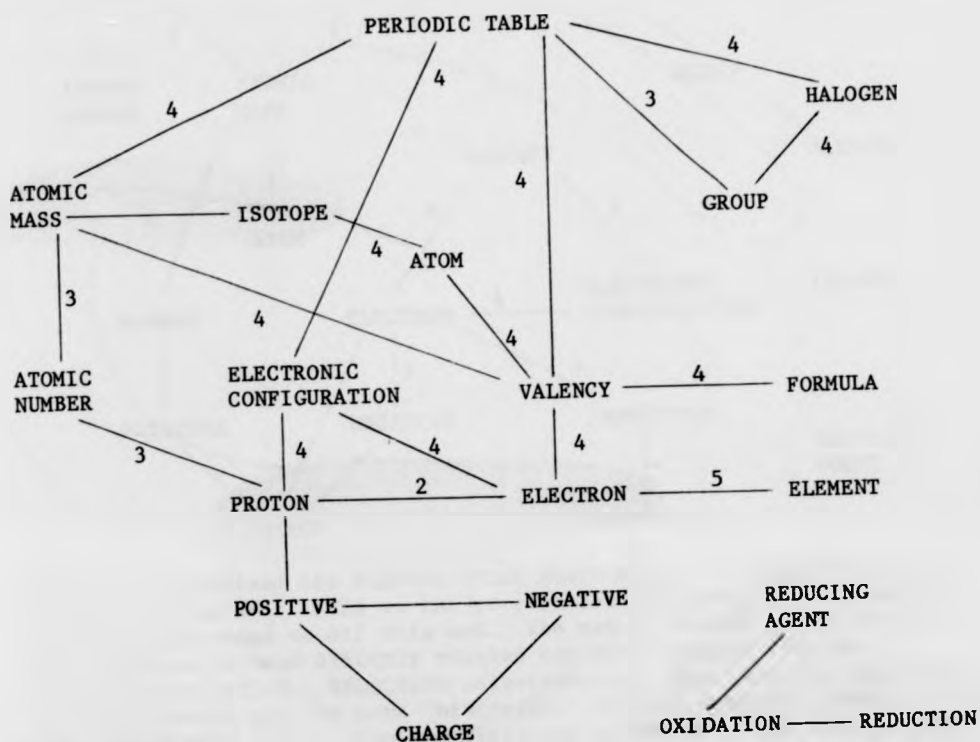 PERIODIC TABLE
4
4
4
HALOGEN
4
3
4
4
ATOMIC
MASS
ISOTOPE
GROUP
4
ATOM
3
4
4
ATOMIC
NUMBER
ELECTRONIC
CONFIGURATION
VALENCY
4
FORMULA
3
4
4
4
PROTON
2
ELECTRON
5
ELEMENT
POSITIVE
NEGATIVE
REDUCING
AGENT
CHARGE
OXIDATION
REDUCTION